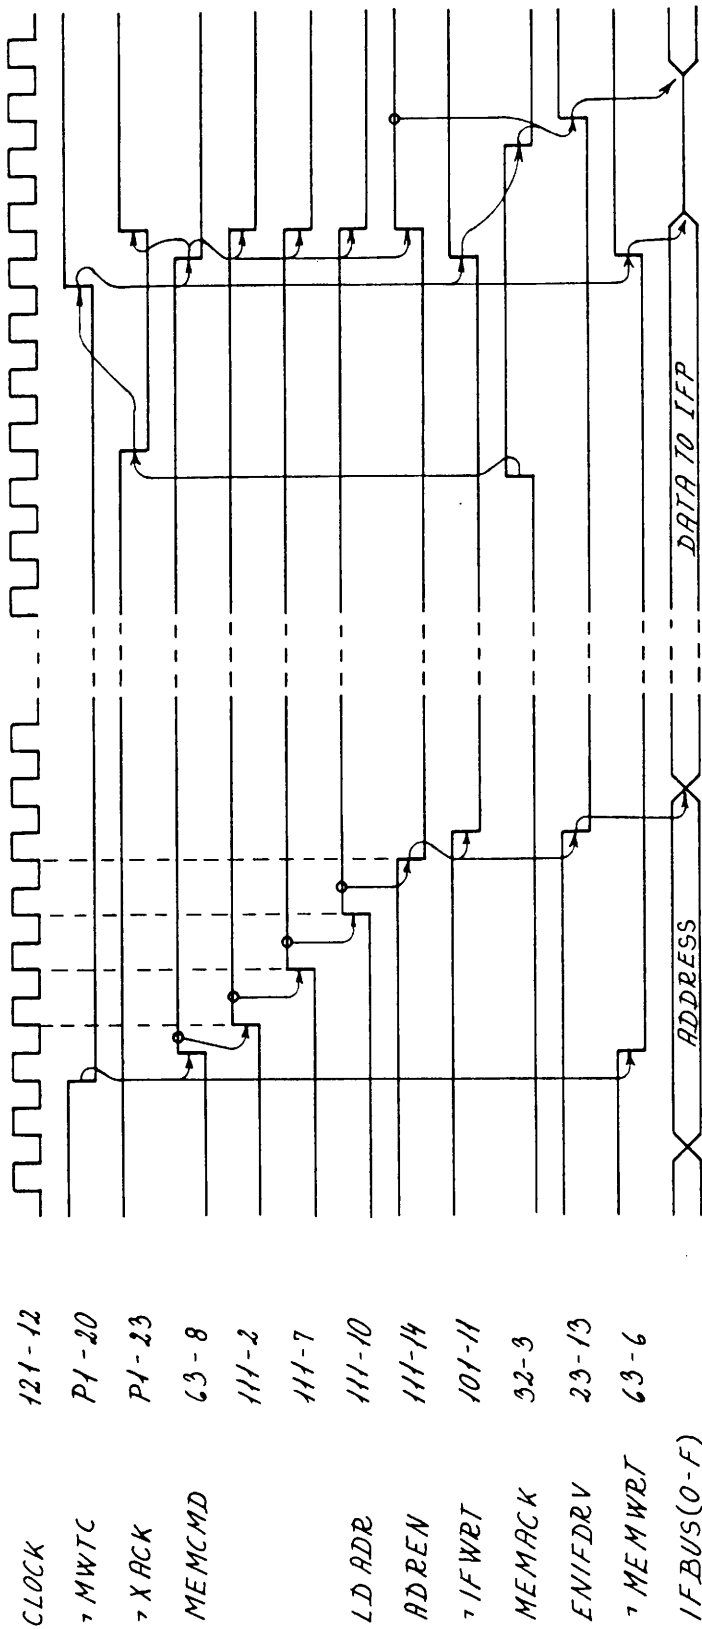 CLOCK 121-12
¬MWTC P1-20
¬XACK P1-23
MEMCMD 63-8
111-2
111-7
LD ADR 111-10
ADREN 111-14
¬IFWRT 101-11
MEMACK 32-3
ENIFDRV 23-13
¬MEMWRT 63-6
IFBUS(0-F)
ADDRESS
DATA TO IFP